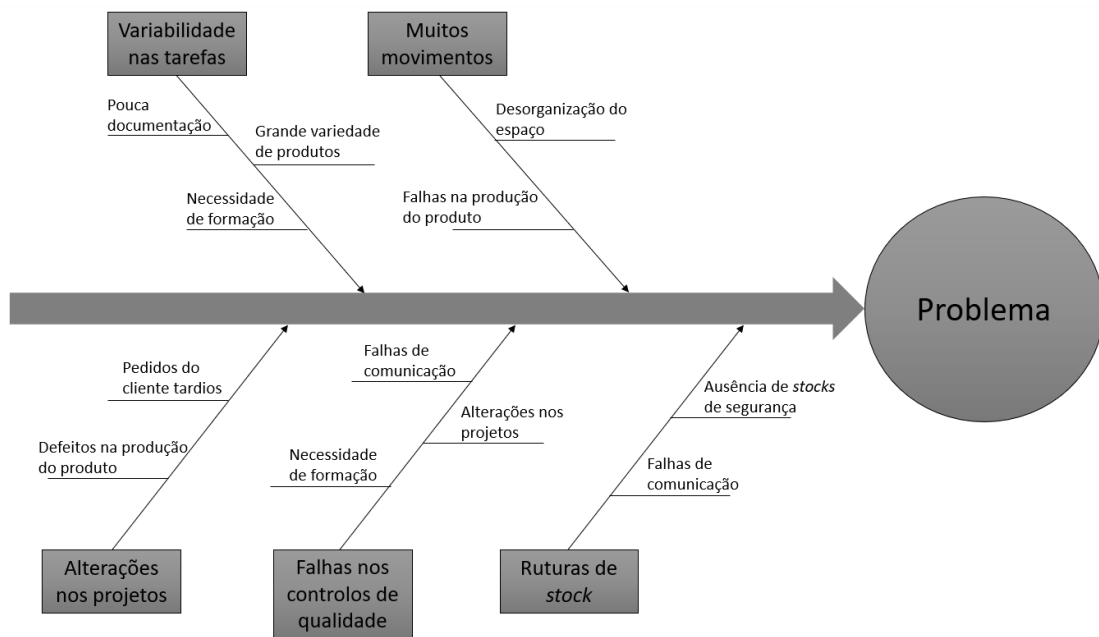 Variabilidade
nas tarefas
Muitos
movimentos
Pouca
documentação
Grande variedade
de produtos
Necessidade
de formação
Desorganização do
espaço
Falhas na produção
do produto
Problema
Pedidos do
cliente tardios
Defeitos na produção
do produto
Falhas de
comunicação
Alterações nos
projetos
Necessidade
de formação
Ausência de stocks
de segurança
Falhas de
comunicação
Alterações
nos projetos
Falhas nos
controlos de
qualidade
Ruturas de
stock